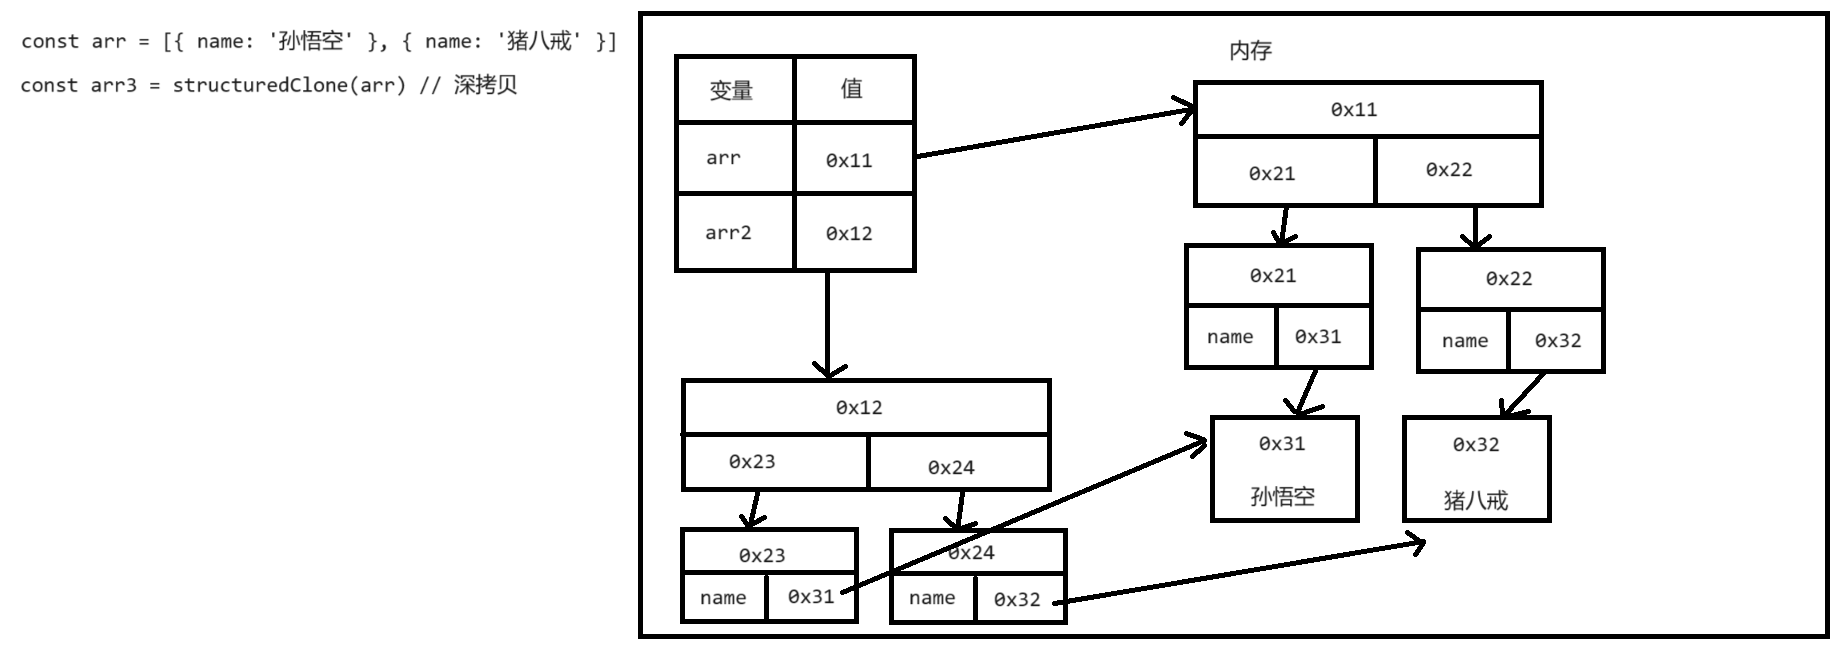 const arr = [{ name: '孙悟空' }, { name: '猪八戒' }]
const arr3 = structuredClone(arr) // 深拷贝
内存
变量 值
arr 0x11
arr2 0x12
0x11
0x21 0x22
0x21
name 0x31
0x22
name 0x32
0x31
孙悟空
0x32
猪八戒
0x12
0x23 0x24
0x23
name 0x31
0x24
name 0x32